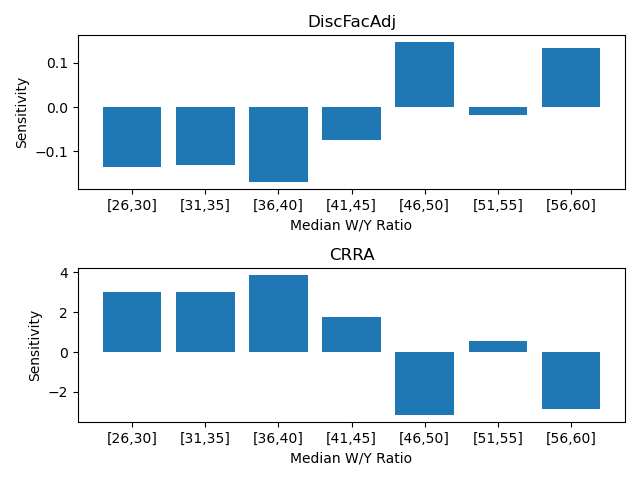 DiscFacAdj
Sensitivity
0.1
0.0
−0.1
[26,30] [31,35] [36,40] [41,45] [46,50] [51,55] [56,60]
Median W/Y Ratio
CRRA
Sensitivity
4
2
0
−2
[26,30] [31,35] [36,40] [41,45] [46,50] [51,55] [56,60]
Median W/Y Ratio